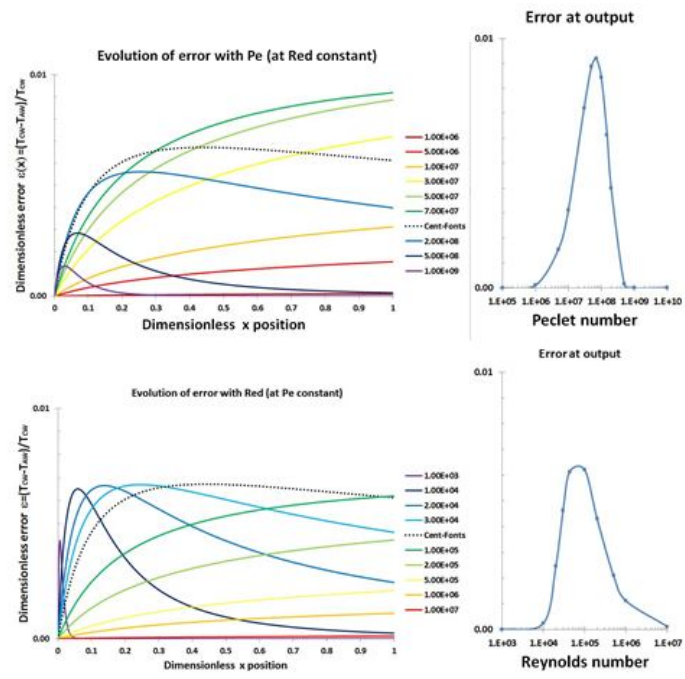 Error at output
Evolution of error with Pe (at Red constant)
0.01
0.01
Dimensionless error ε(x) =(TCW-TAW)/TCW
1.00E+06
5.00E+06
1.00E+07
3.00E+07
5.00E+07
7.00E+07
Cent-Fonts
2.00E+08
5.00E+08
1.00E+09
0.00
0.00
0 0.1 0.2 0.3 0.4 0.5 0.6 0.7 0.8 0.9 1
1.E+05 1.E+06 1.E+07 1.E+08 1.E+09 1.E+10
Dimensionless x position
Peclet number
Error at output
Evolution of error with Red (at Pe constant)
0.01
0.01
Dimensionless error ε=(TCW-TAW)/TCW
1.00E+03
1.00E+04
2.00E+04
3.00E+04
Cent-Fonts
1.00E+05
2.00E+05
5.00E+05
1.00E+06
1.00E+07
0.00
0.00
0 0.1 0.2 0.3 0.4 0.5 0.6 0.7 0.8 0.9 1
1.E+03 1.E+04 1.E+05 1.E+06 1.E+07
Dimensionless x position
Reynolds number